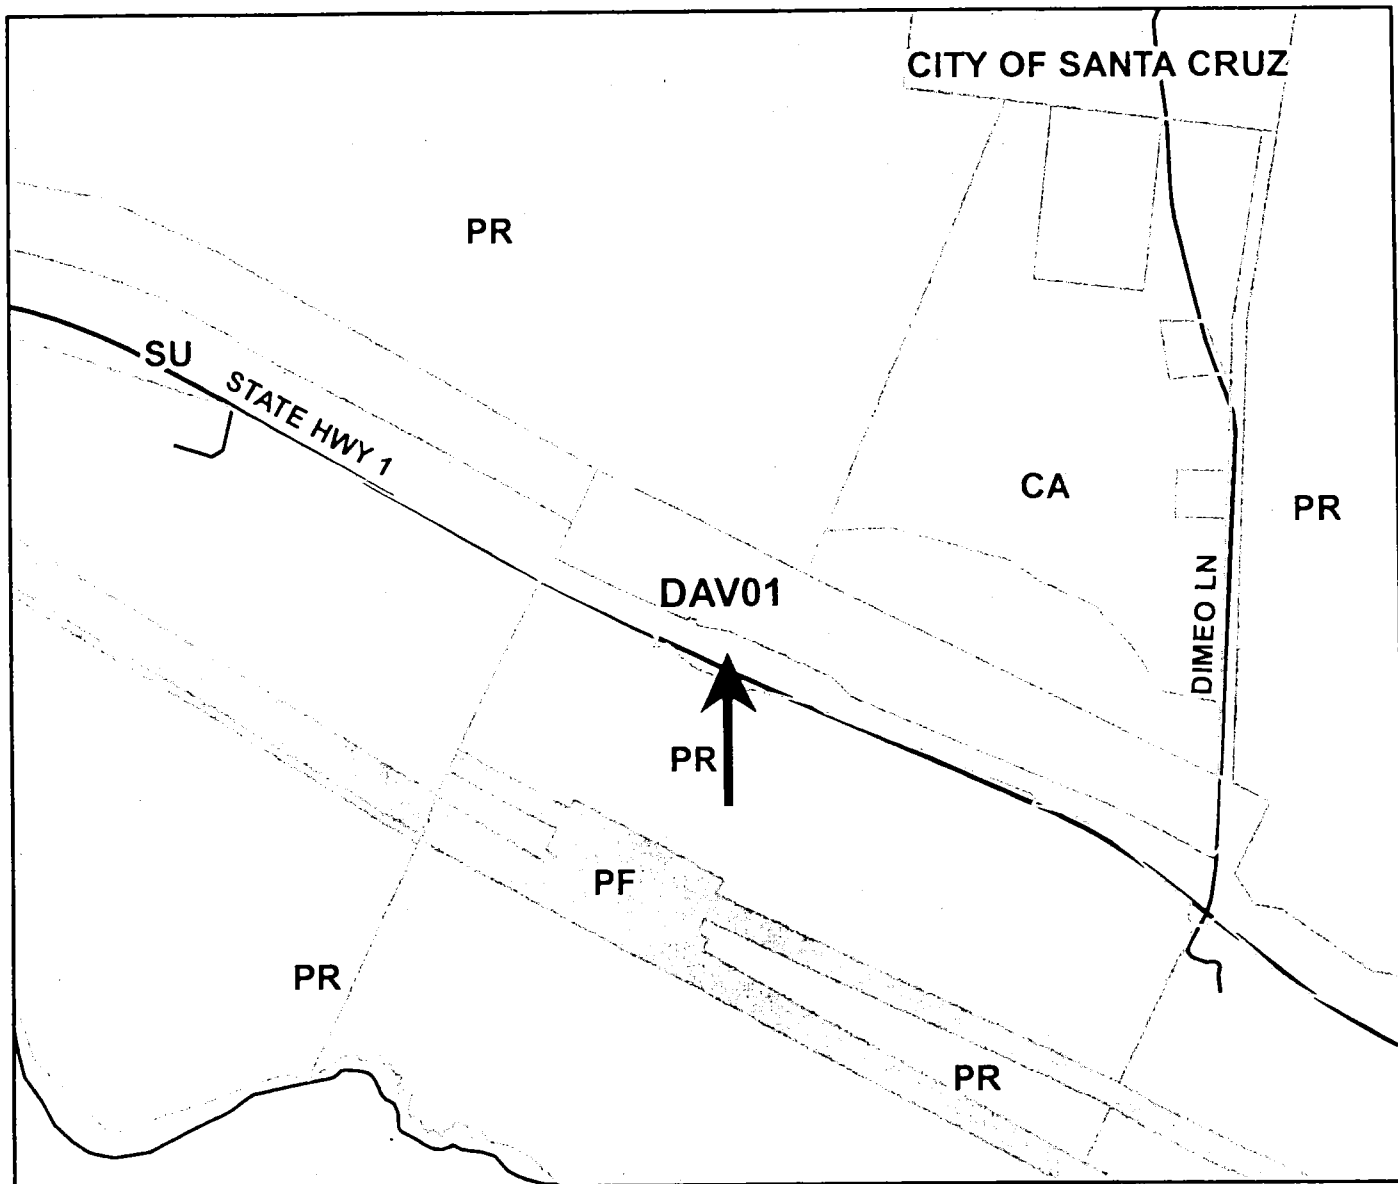 CITY OF SANTA CRUZ
PR
SU
STATE HWY 1
CA
PR
DAV01
DIMEO LN
PR
PF
PR
PR